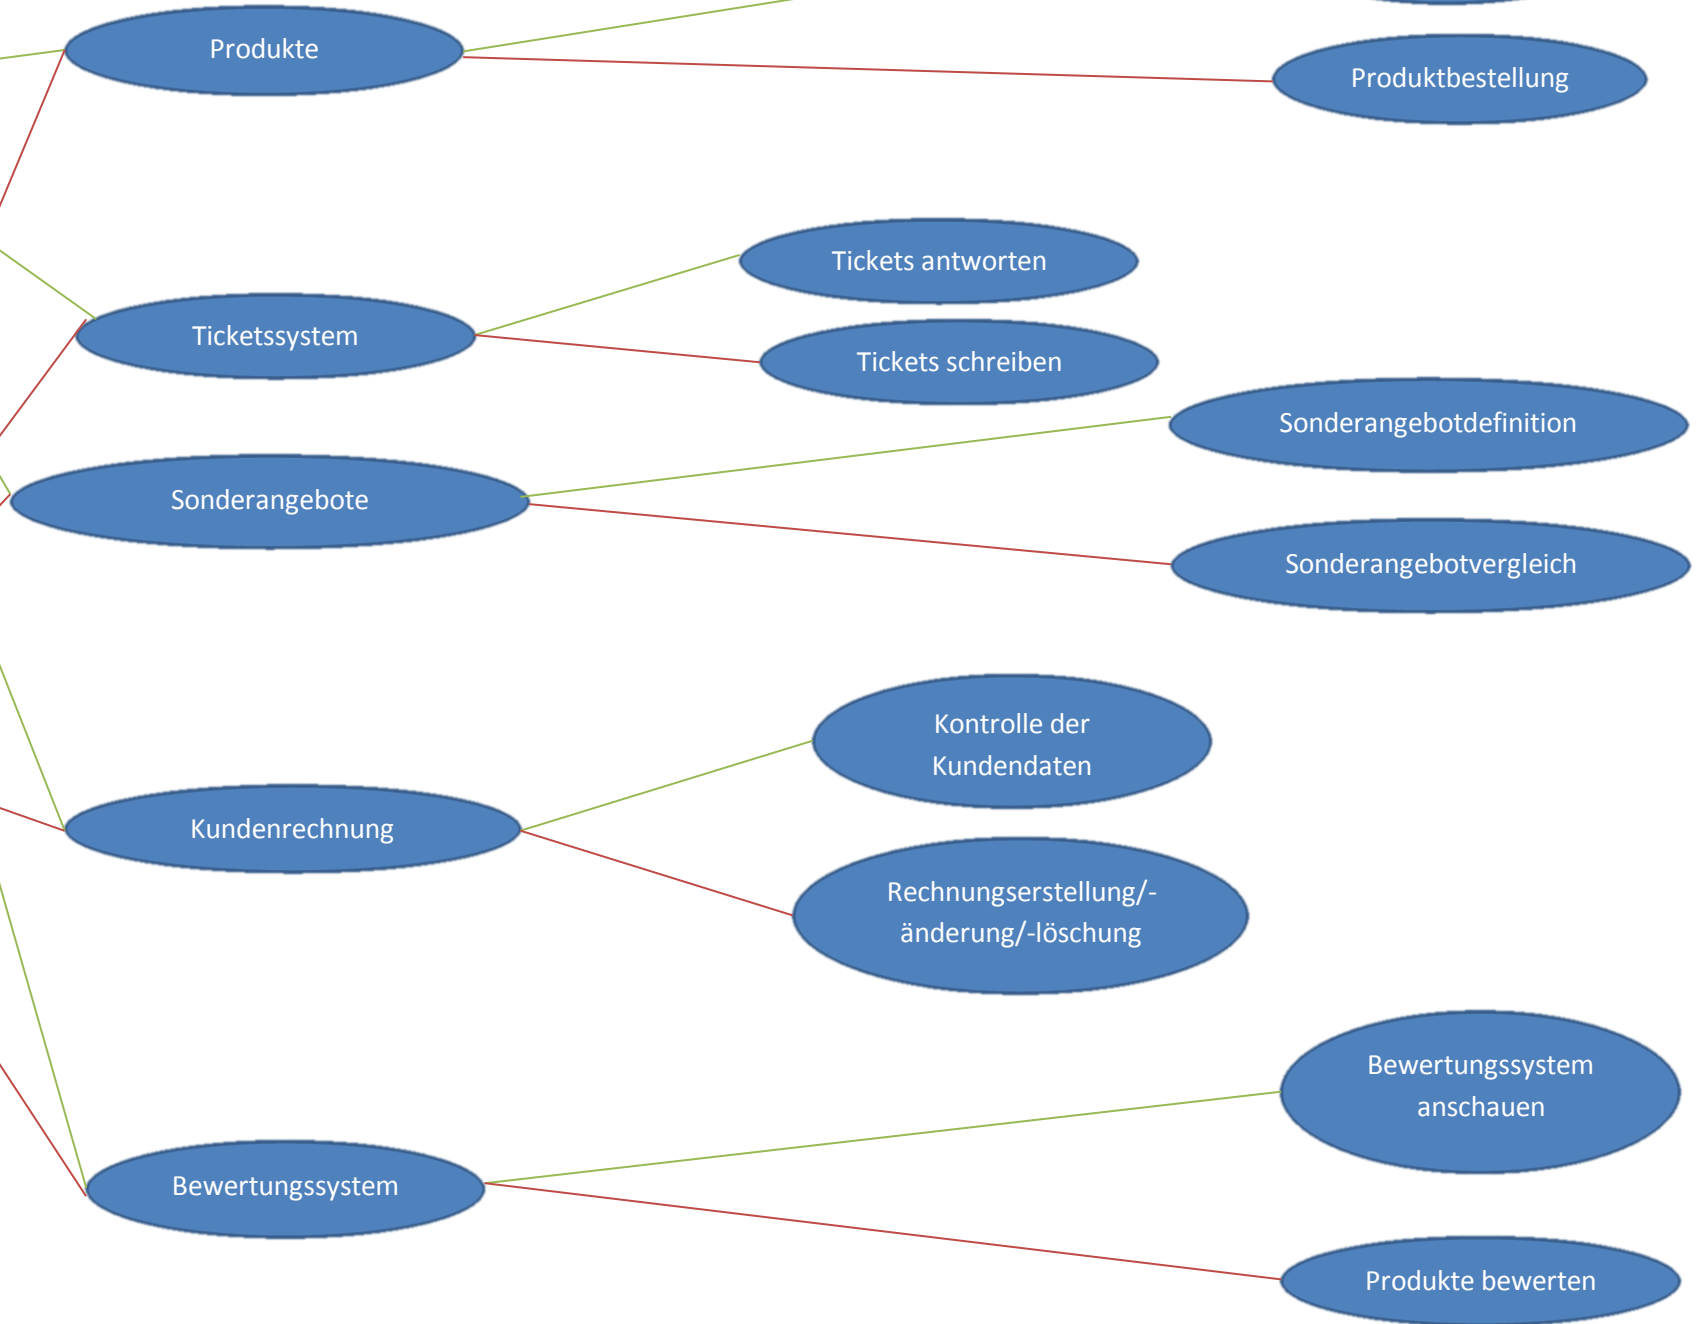 Produkte
Produktbestellung
Tickets antworten
Ticketssystem
Tickets schreiben
Sonderangebotdefinition
Sonderangebote
Sonderangebotvergleich
Kontrolle der
Kundendaten
Kundenrechnung
Rechnungserstellung/-
änderung/-löschung
Bewertungssystem
anschauen
Bewertungssystem
Produkte bewerten